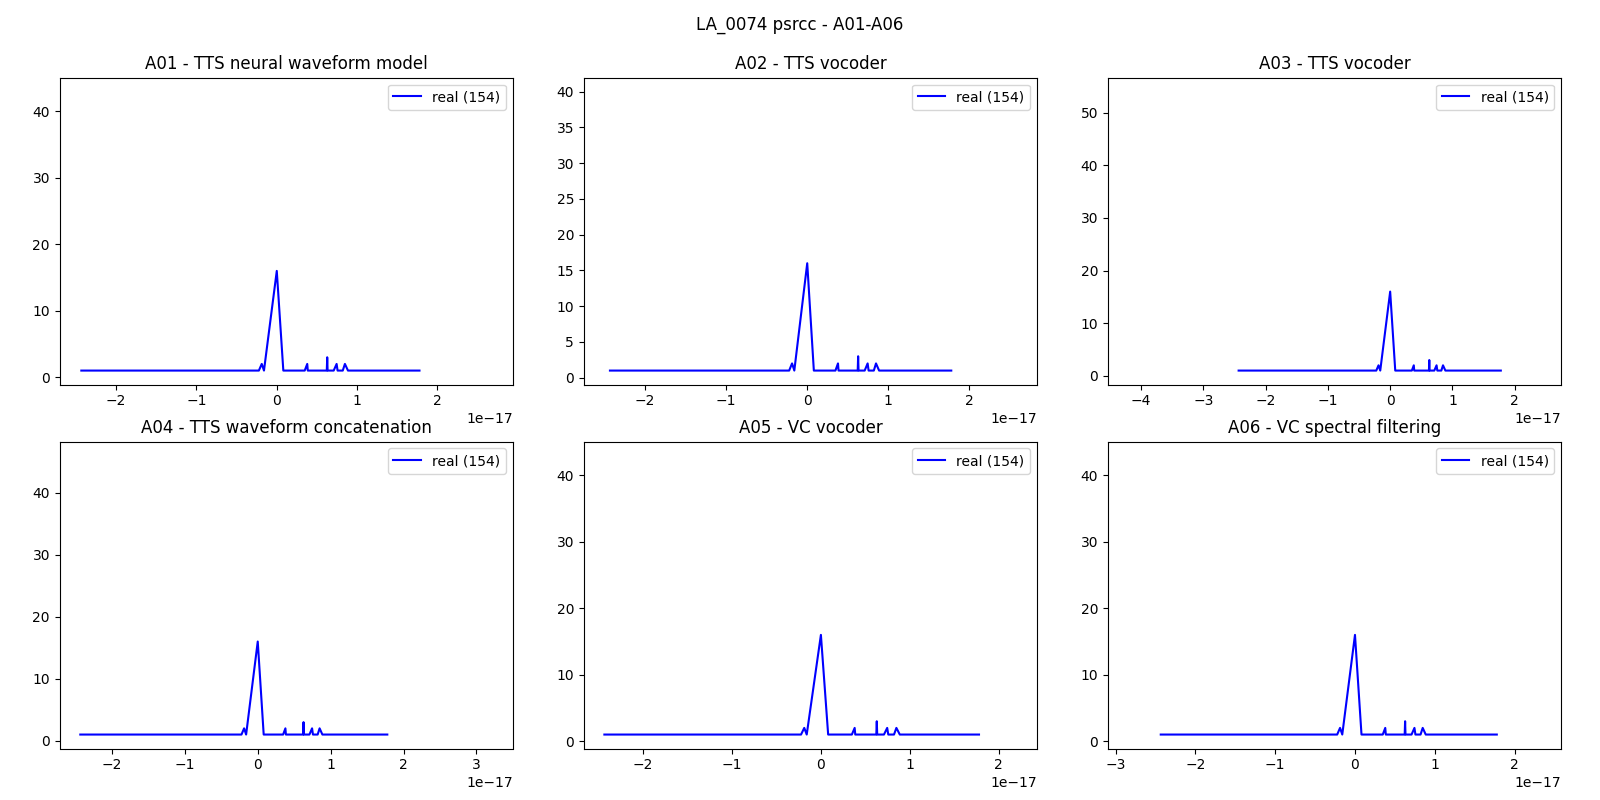 LA_0074 psrcc - A01-A06
A01 - TTS neural waveform model
A02 - TTS vocoder
A03 - TTS vocoder
real (154)
real (154)
real (154)
40
30
20
10
0
40
35
30
25
20
15
10
5
0
50
40
30
20
10
0
−2 −1 0 1 2
1e−17
−2 −1 0 1 2
1e−17
−4 −3 −2 −1 0 1 2
1e−17
A04 - TTS waveform concatenation
A05 - VC vocoder
A06 - VC spectral filtering
real (154)
real (154)
real (154)
40
30
20
10
0
40
30
20
10
0
40
30
20
10
0
−2 −1 0 1 2 3
1e−17
−2 −1 0 1 2
1e−17
−3 −2 −1 0 1 2
1e−17